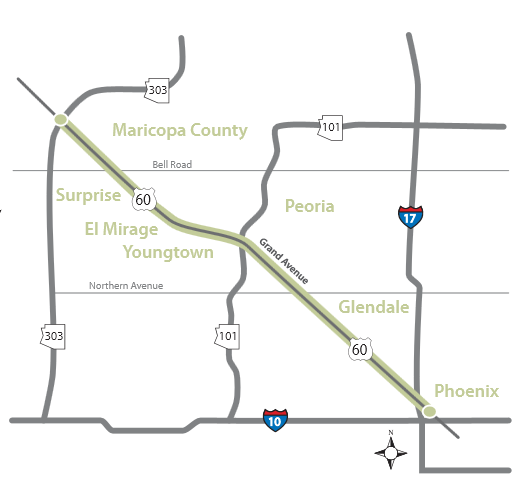 303
101
Maricopa County
Bell Road
Surprise
60
Peoria
17
El Mirage
Youngtown
Grand Avenue
Northern Avenue
Glendale
303
101
60
Phoenix
10
N